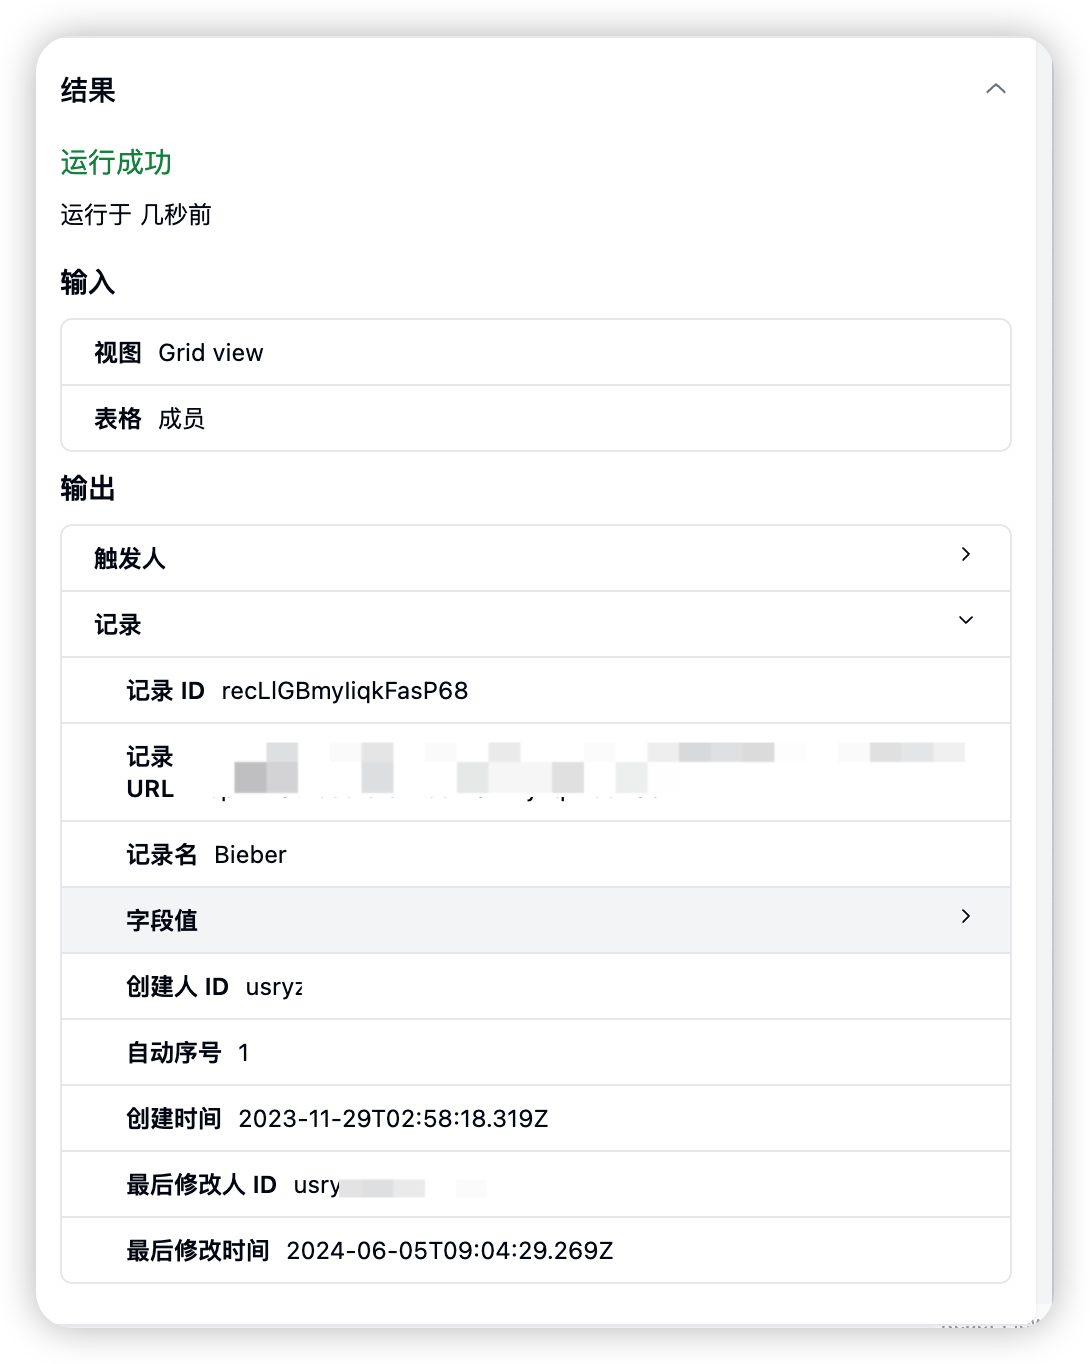 结果
运行成功
运行于 几秒前
输入
视图 Grid view
表格 成员
输出
触发人
记录
记录 ID recLlGBmyIiqkFasP68
记录
URL
记录名 Bieber
字段值
创建人 ID usryz
自动序号 1
创建时间 2023-11-29T02:58:18.319Z
最后修改人 ID usry
最后修改时间 2024-06-05T09:04:29.269Z